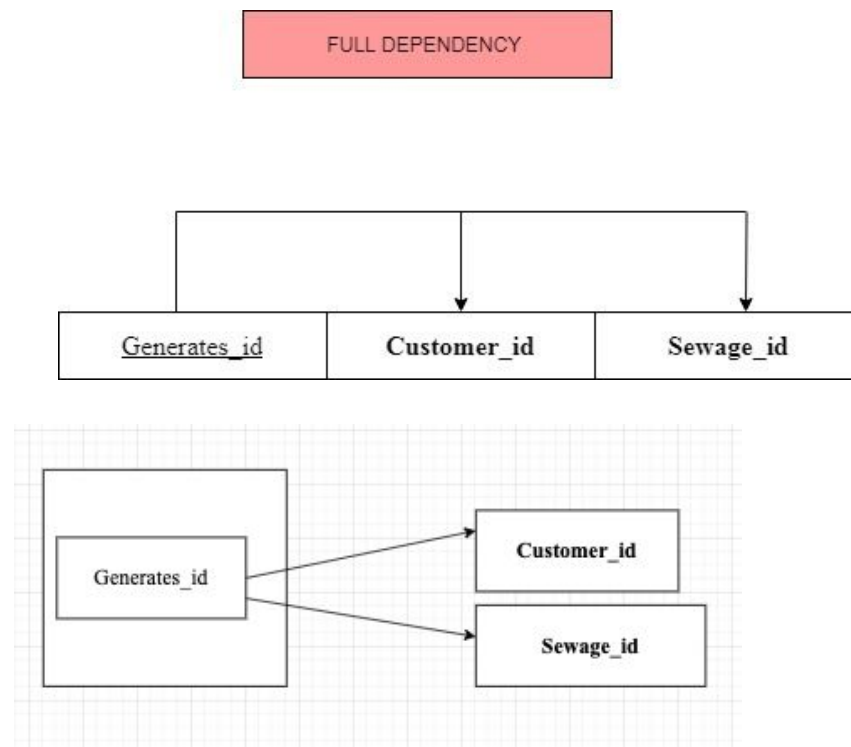 FULL DEPENDENCY
Generates_id Customer_id Sewage_id
Customer_id
Generates_id
Sewage_id